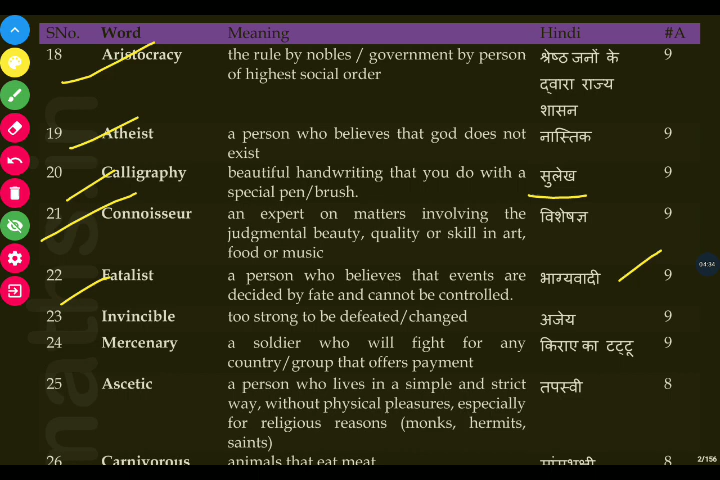 SNo. Word Meaning Hindi #A
18 Aristocracy the rule by nobles / government by person श्रेष्ठ जनों के 9
of highest social order द्वारा राज्य
शासन
19 Atheist a person who believes that god does not नास्तिक 9
exist
20 Calligraphy beautiful handwriting that you do with a सुलेख 9
special pen/brush.
21 Connoisseur an expert on matters involving the विशेषज्ञ 9
judgmental beauty, quality or skill in art,
food or music
22 Fatalist a person who believes that events are भाग्यवादी 9
decided by fate and cannot be controlled.
23 Invincible too strong to be defeated/changed अजेय 9
24 Mercenary a soldier who will fight for any किराए का टट्टू 9
country/group that offers payment
25 Ascetic a person who lives in a simple and strict तपस्वी 8
way, without physical pleasures, especially
for religious reasons (monks, hermits,
saints)
26 Carnivorous animals that eat meat 8
04:34
2/156
maths.in